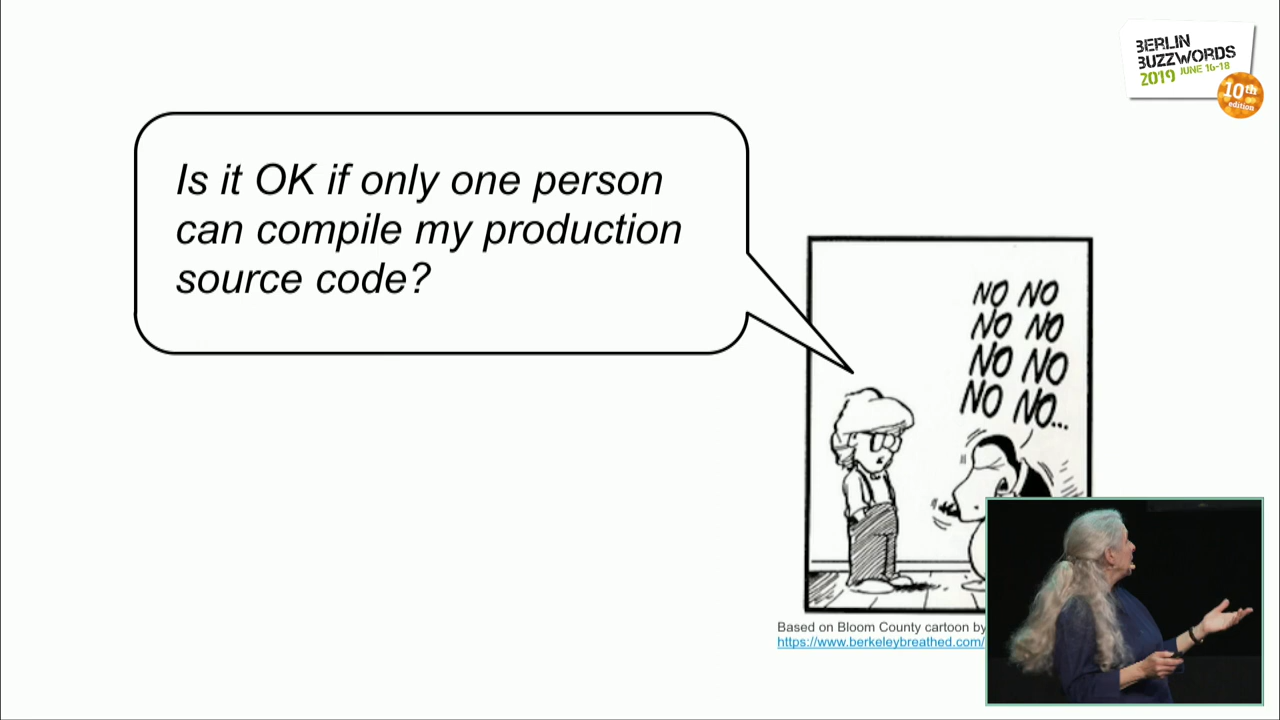 BERLIN
BUZZWORDS
2019 JUNE 16-18
10th
edition
Is it OK if only one person
can compile my production
source code?
NO NO
NO NO
NO NO
NO NO...
Based on Bloom County cartoon by
https://www.berkeleybreathed.com/